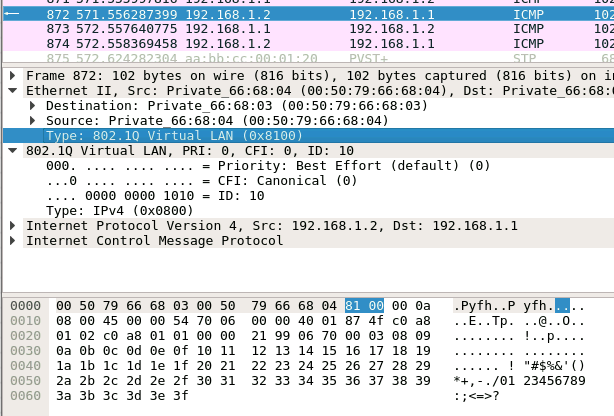 872 571.556287399 192.168.1.2 192.168.1.1 ICMP 102
873 572.557640775 192.168.1.1 192.168.1.2 ICMP 102
874 572.558369458 192.168.1.2 192.168.1.1 ICMP 102
875 572.624282304 aa:bb:cc:00:01:20 PVST+ STP 68
Frame 872: 102 bytes on wire (816 bits), 102 bytes captured (816 bits) on in
Ethernet II, Src: Private_66:68:04 (00:50:79:66:68:04), Dst: Private_66:68:0
Destination: Private_66:68:03 (00:50:79:66:68:03)
Source: Private_66:68:04 (00:50:79:66:68:04)
Type: 802.1Q Virtual LAN (0x8100)
802.1Q Virtual LAN, PRI: 0, CFI: 0, ID: 10
000. .... .... .... = Priority: Best Effort (default) (0)
...0 .... .... .... = CFI: Canonical (0)
.... 0000 0000 1010 = ID: 10
Type: IPv4 (0x0800)
Internet Protocol Version 4, Src: 192.168.1.2, Dst: 192.168.1.1
Internet Control Message Protocol
0000 00 50 79 66 68 03 00 50 79 66 68 04 81 00 00 0a .Pyfh..P yfh.....
0010 08 00 45 00 00 54 70 06 00 00 40 01 87 4f c0 a8 ..E..Tp. ..@..O..
0020 01 02 c0 a8 01 01 00 00 21 99 06 70 00 03 08 09 ........ !..p....
0030 0a 0b 0c 0d 0e 0f 10 11 12 13 14 15 16 17 18 19 ........ ........
0040 1a 1b 1c 1d 1e 1f 20 21 22 23 24 25 26 27 28 29 ...... ! "#$%&'()
0050 2a 2b 2c 2d 2e 2f 30 31 32 33 34 35 36 37 38 39 *+,-./01 23456789
0060 3a 3b 3c 3d 3e 3f :;<=>?